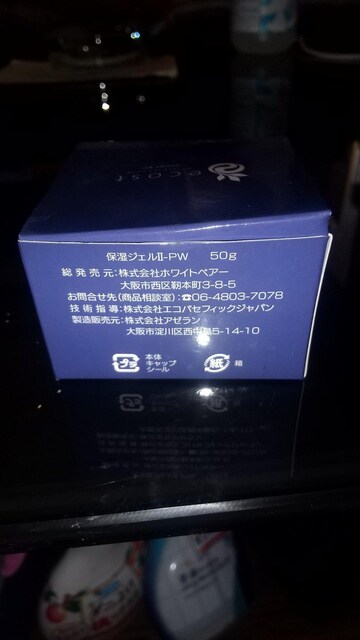 ecost
保湿ジェルII-PW 50g
総発売元:株式会社ホワイトベアー
大阪市西区靭本町3-8-5
お問合せ先(商品相談室):☎06-4803-7078
技術指導:株式会社エコパセフィックジャパン
製造販売元:株式会社アゼラン
大阪市淀川区西中島5-14-10
プラ
本体
キャップ
シール
紙
箱